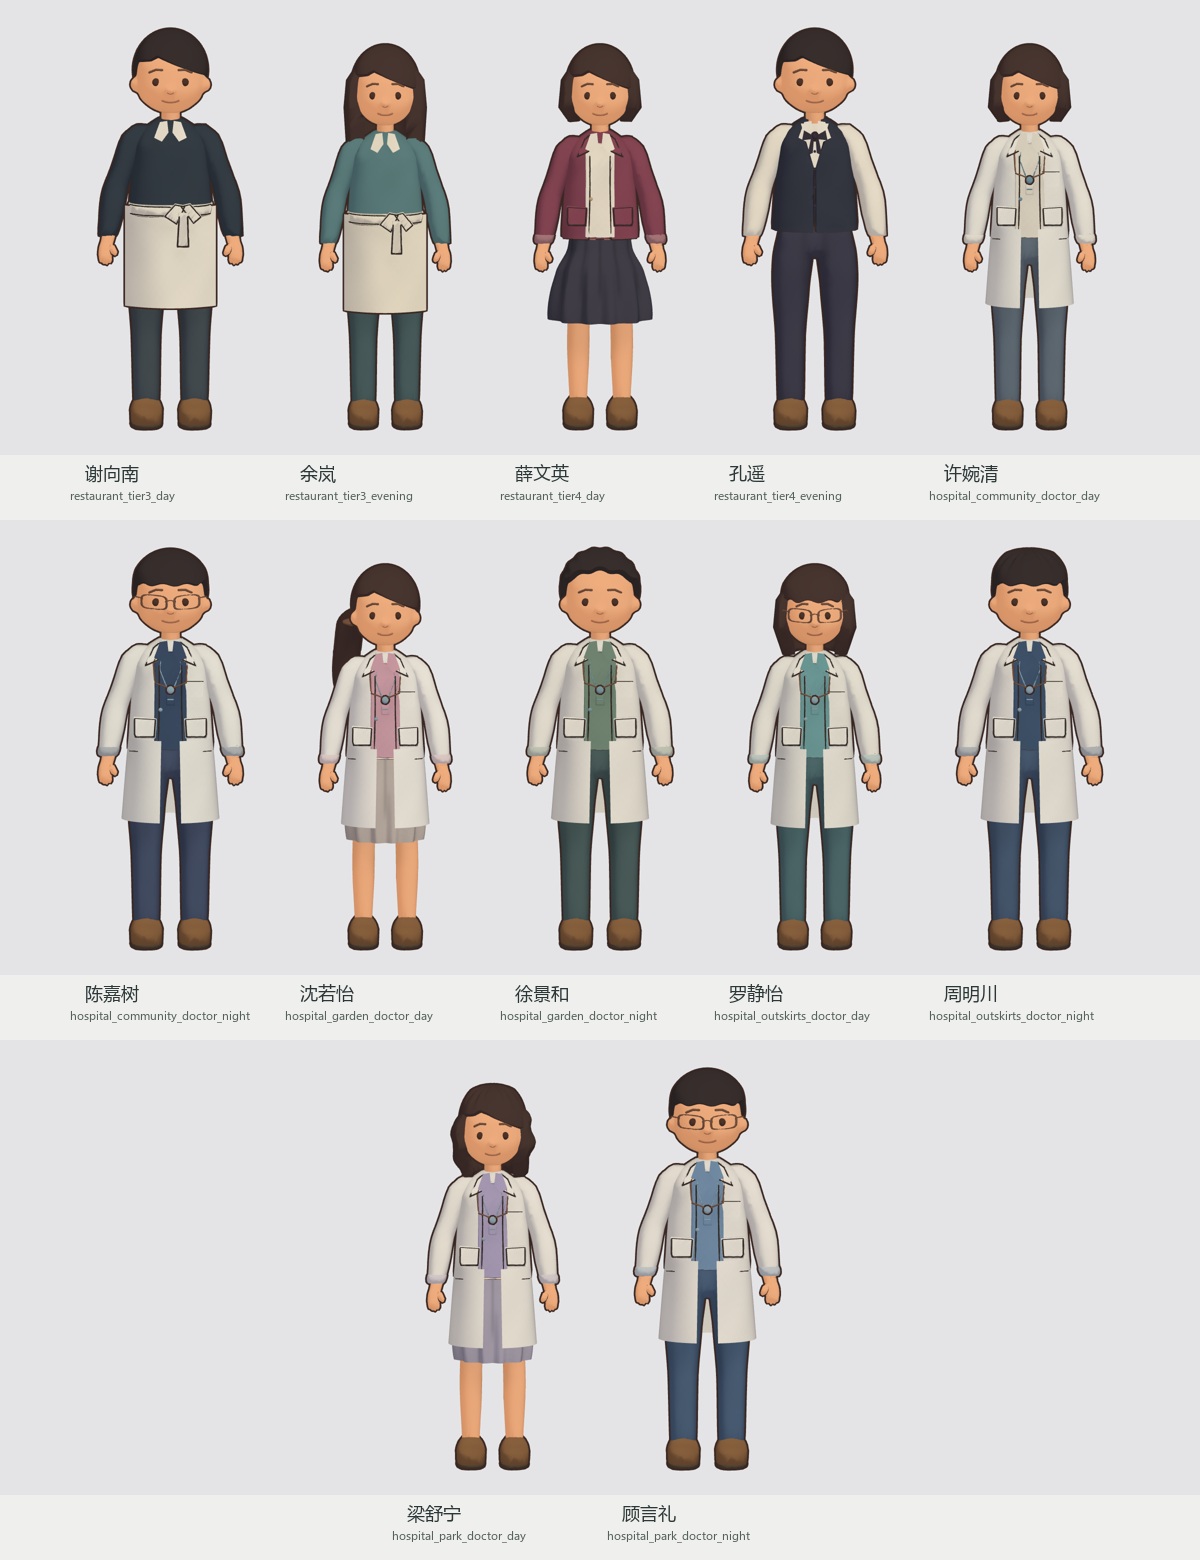 谢向南
restaurant_tier3_day
余岚
restaurant_tier3_evening
薛文英
restaurant_tier4_day
孔遥
restaurant_tier4_evening
许婉清
hospital_community_doctor_day
陈嘉树
hospital_community_doctor_night
沈若怡
hospital_garden_doctor_day
徐景和
hospital_garden_doctor_night
罗静怡
hospital_outskirts_doctor_day
周明川
hospital_outskirts_doctor_night
梁舒宁
hospital_park_doctor_day
顾言礼
hospital_park_doctor_night